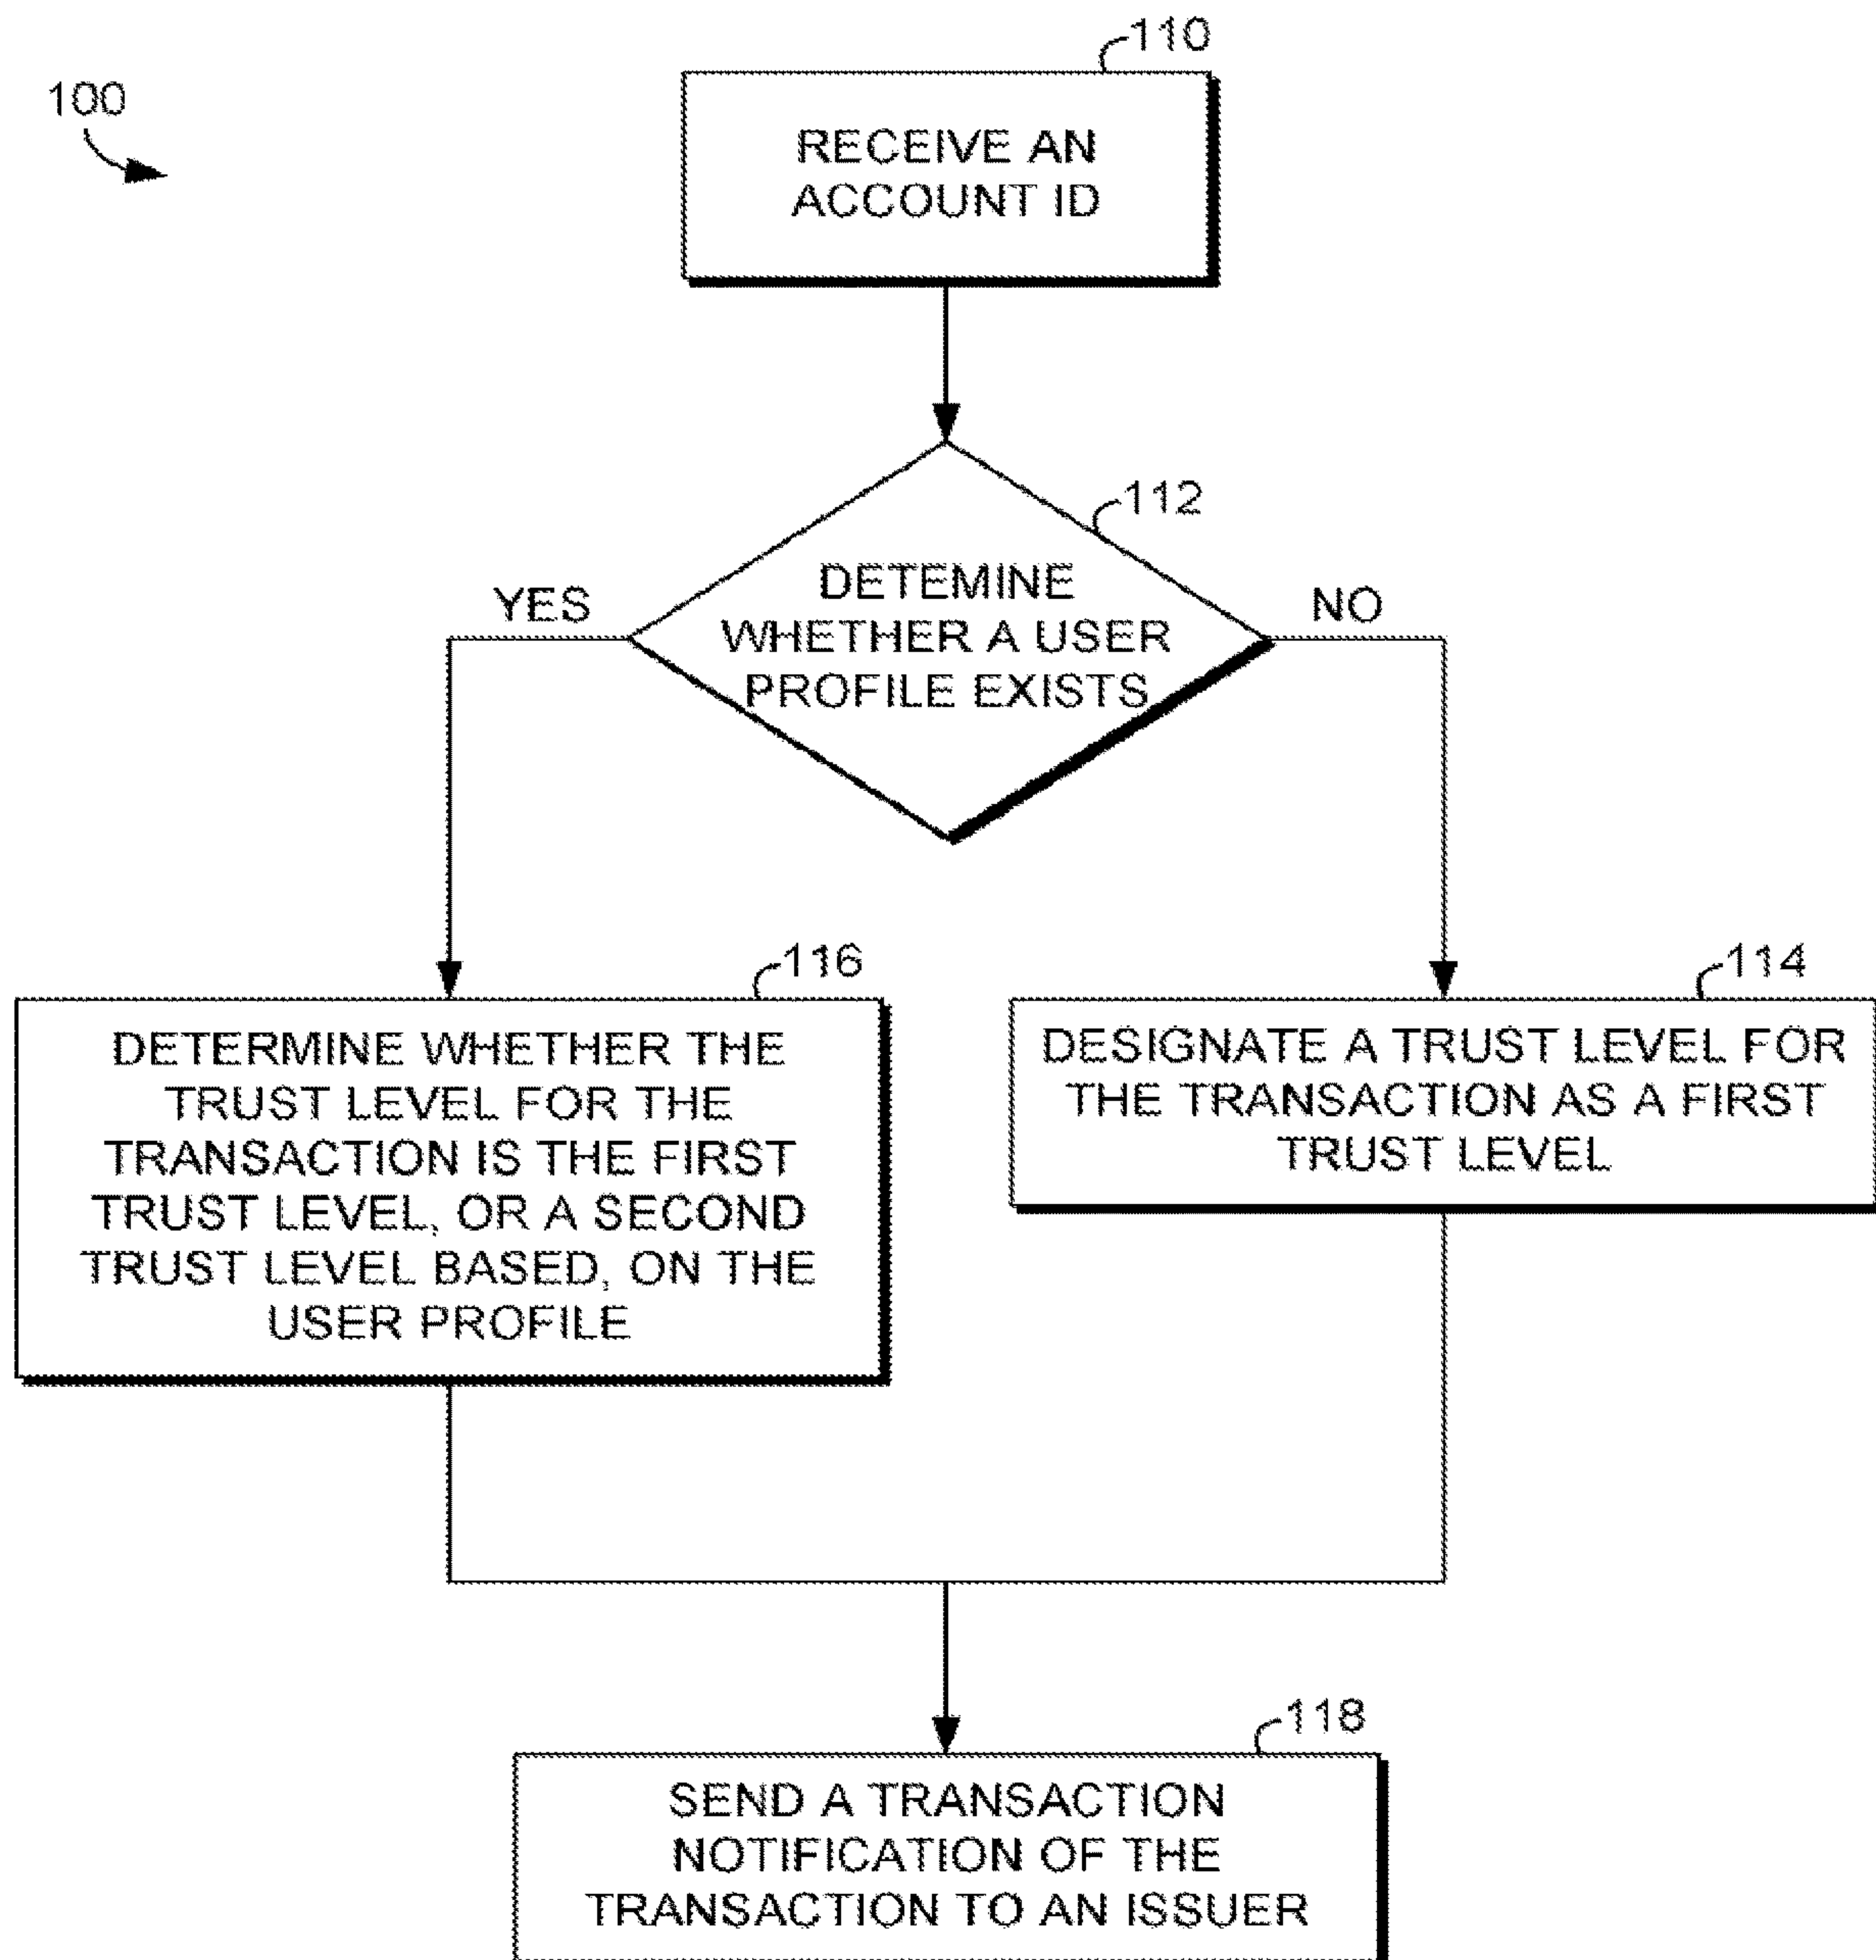 110
100
RECEIVE AN
ACCOUNT ID
112
DETEMINE
WHETHER A USER
PROFILE EXISTS
YES
NO
116
DETERMINE WHETHER THE
TRUST LEVEL FOR THE
TRANSACTION IS THE FIRST
TRUST LEVEL, OR A SECOND
TRUST LEVEL BASED, ON THE
USER PROFILE
114
DESIGNATE A TRUST LEVEL FOR
THE TRANSACTION AS A FIRST
TRUST LEVEL
118
SEND A TRANSACTION
NOTIFICATION OF THE
TRANSACTION TO AN ISSUER